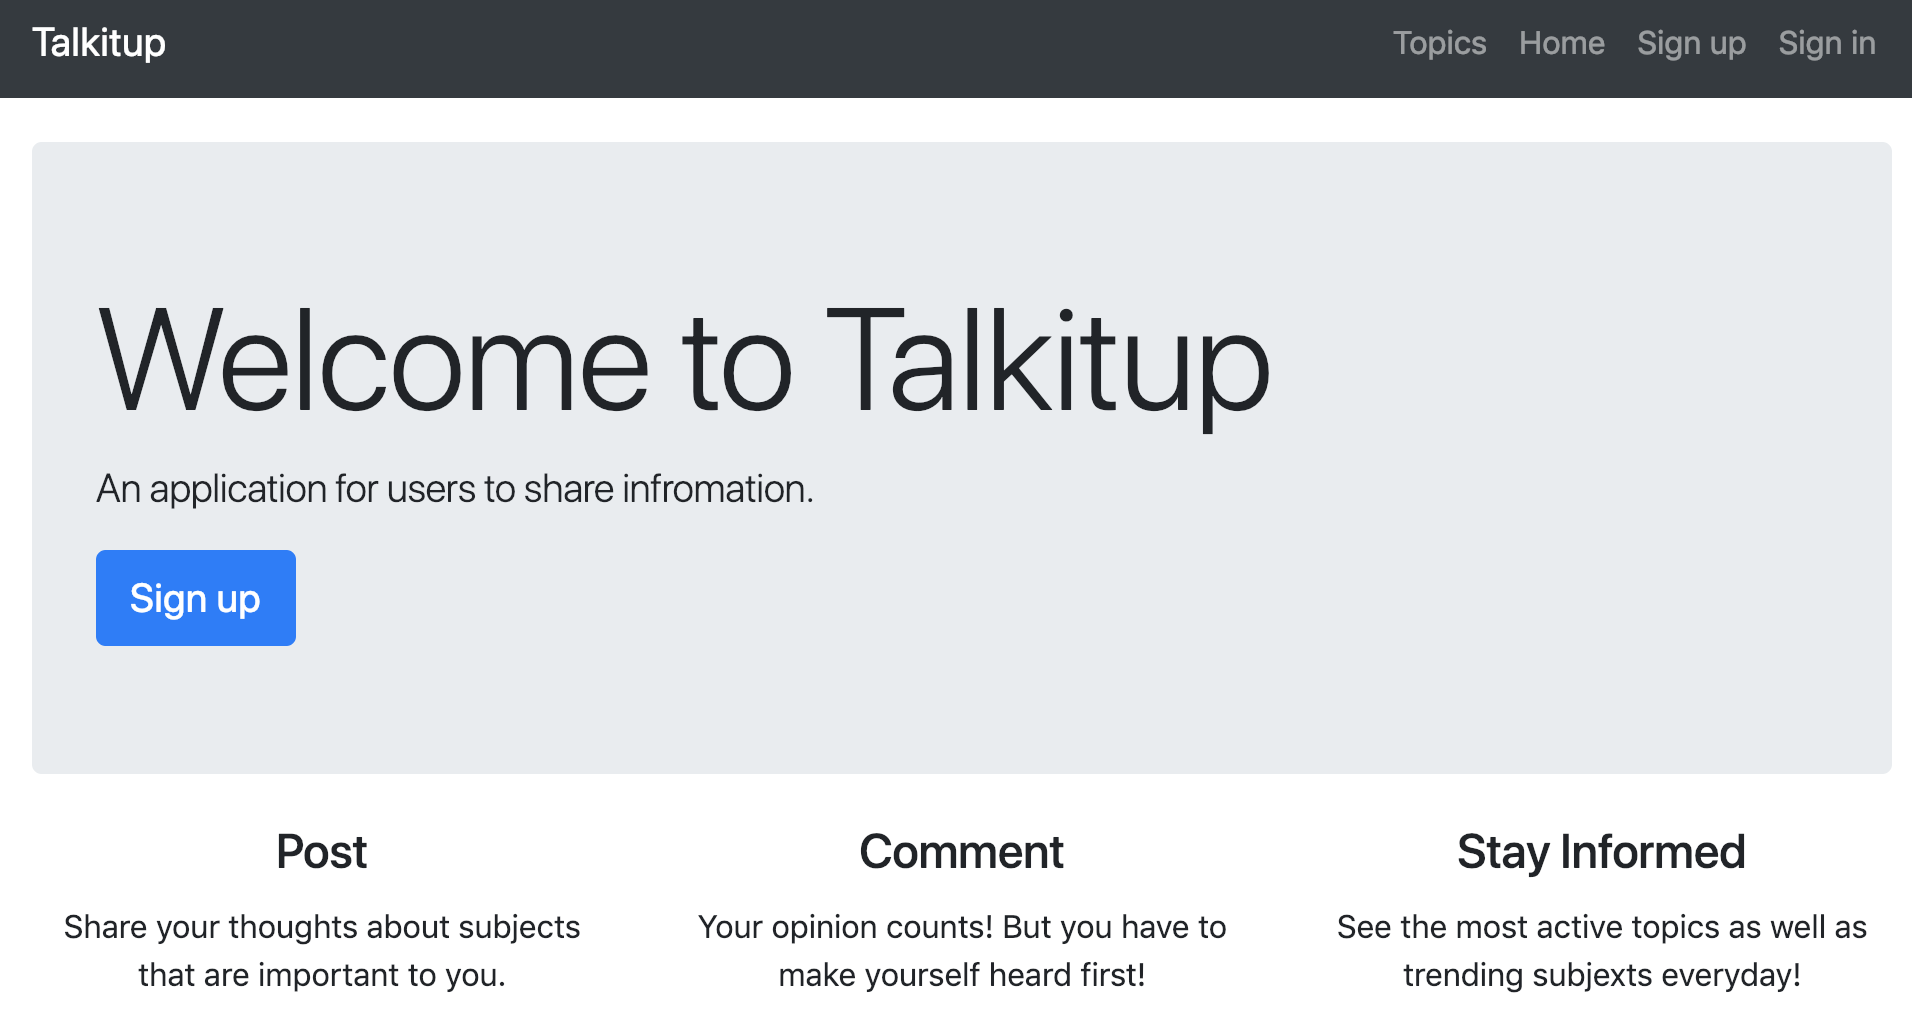 Talkitup
Topics Home Sign up Sign in
Welcome to Talkitup
An application for users to share infromation.
Sign up
Post
Share your thoughts about subjects
that are important to you.
Comment
Your opinion counts! But you have to
make yourself heard first!
Stay Informed
See the most active topics as well as
trending subjexts everyday!